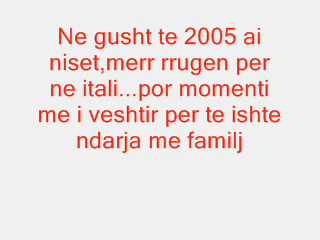 Ne gusht te 2005 ai
niset,merr rrugen per
ne itali...por momenti
me i veshtir per te ishte
ndarja me familj